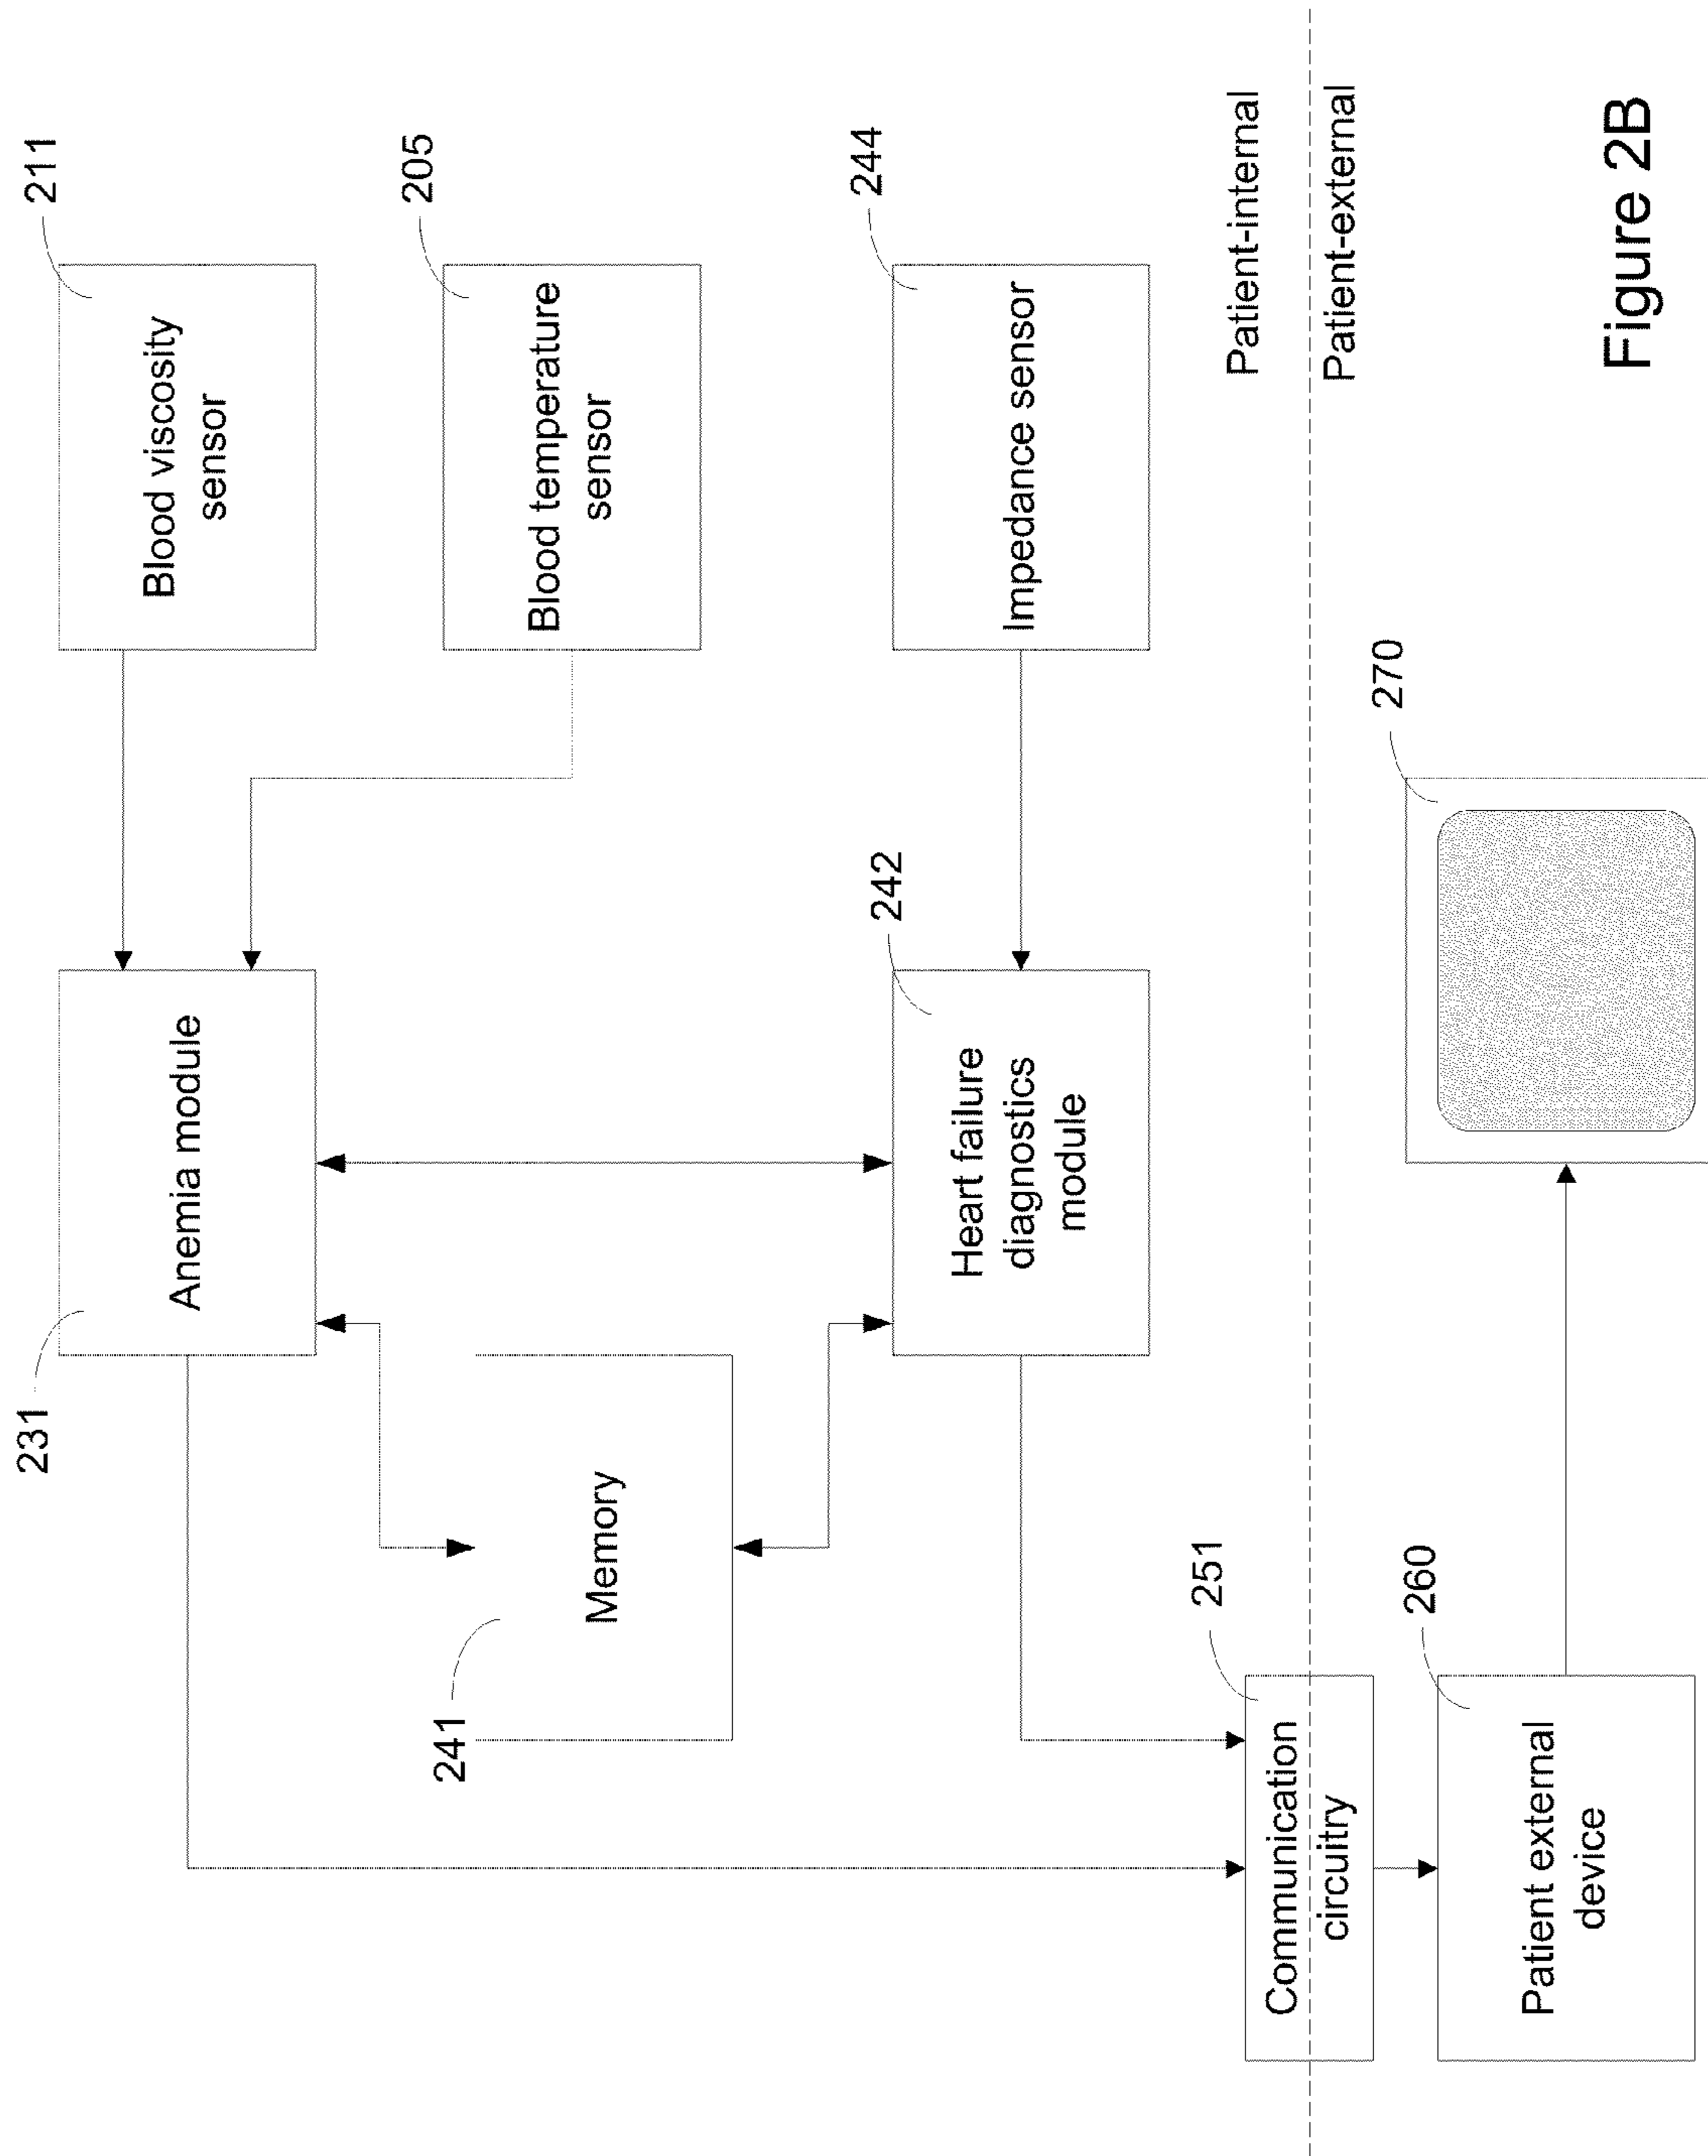 211
Blood viscosity
sensor
205
Blood temperature
sensor
244
Impedance sensor
231
Anemia module
242
Heart failure
diagnostics
module
241
Memory
251
Communication
circuitry
Patient-internal
Patient-external
260
Patient external
device
270
Figure 2B